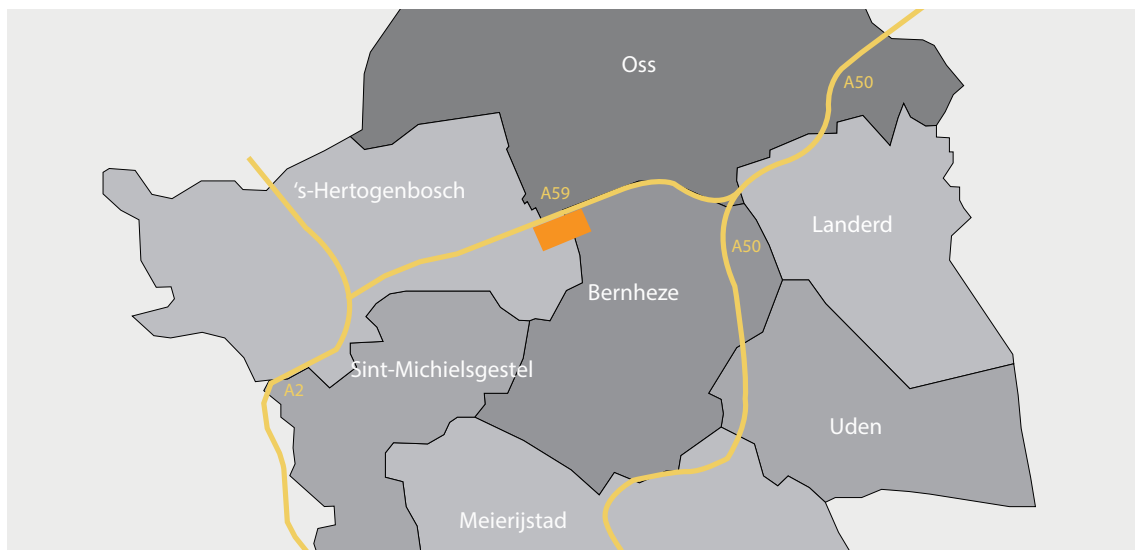 Oss
A50
's-Hertogenbosch
A59
Landerd
A50
Bernheze
Sint-Michielsgestel
A2
Uden
Meierijstad